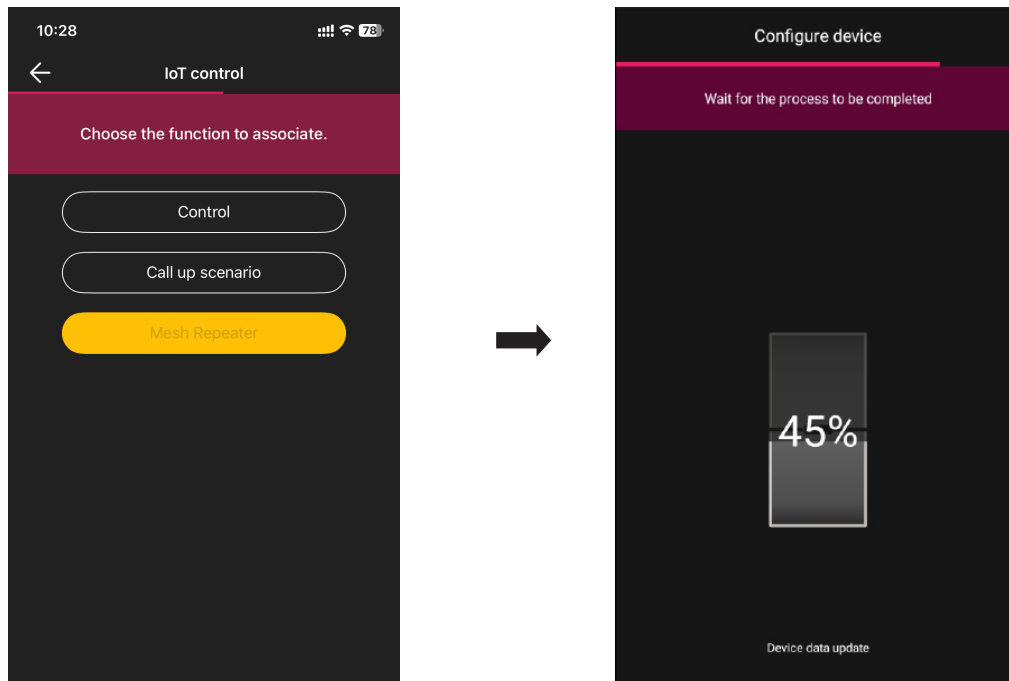 10:28
78
IoT control
Choose the function to associate.
Control
Call up scenario
Mesh Repeater
Configure device
Wait for the process to be completed
45%
Device data update